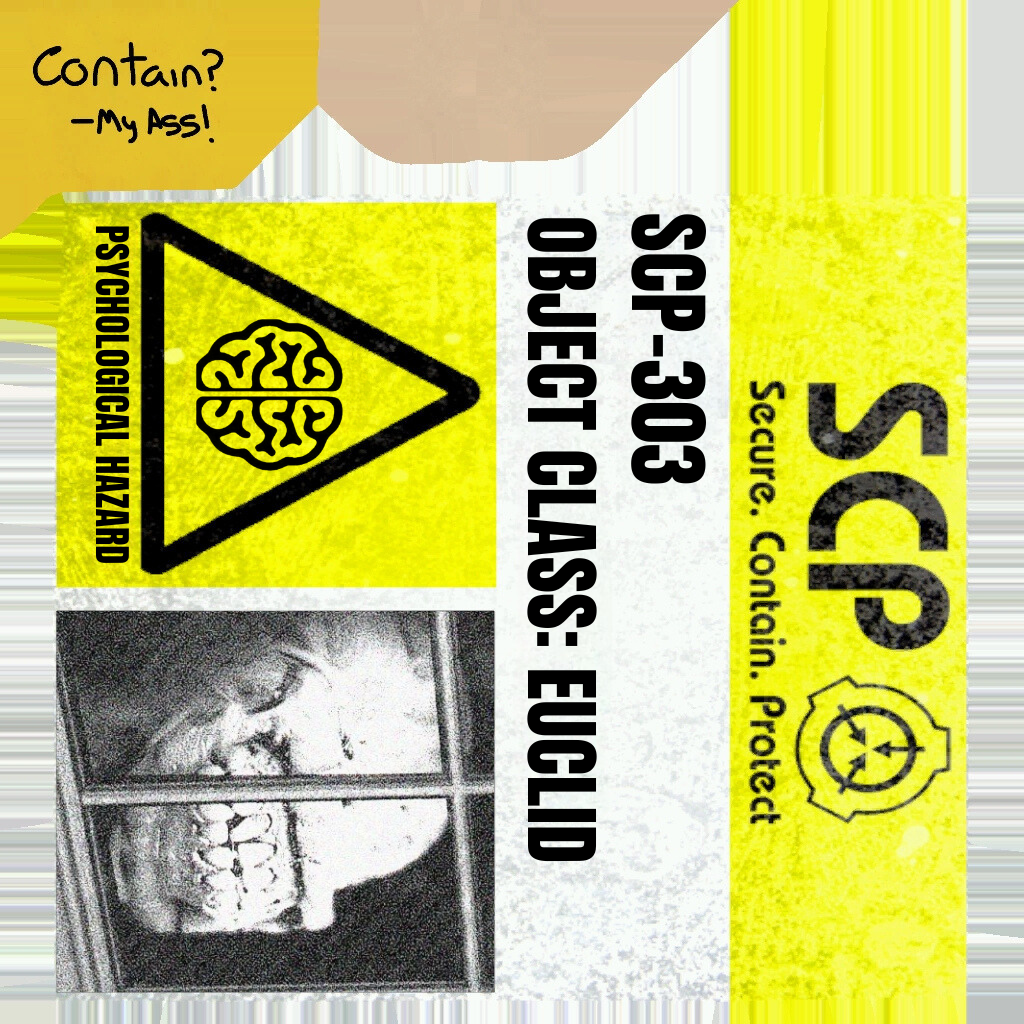 Contain?
-My Ass!
SCP
Secure. Contain. Protect
SCP-303
OBJECT CLASS: EUCLID
PSYCHOLOGICAL HAZARD